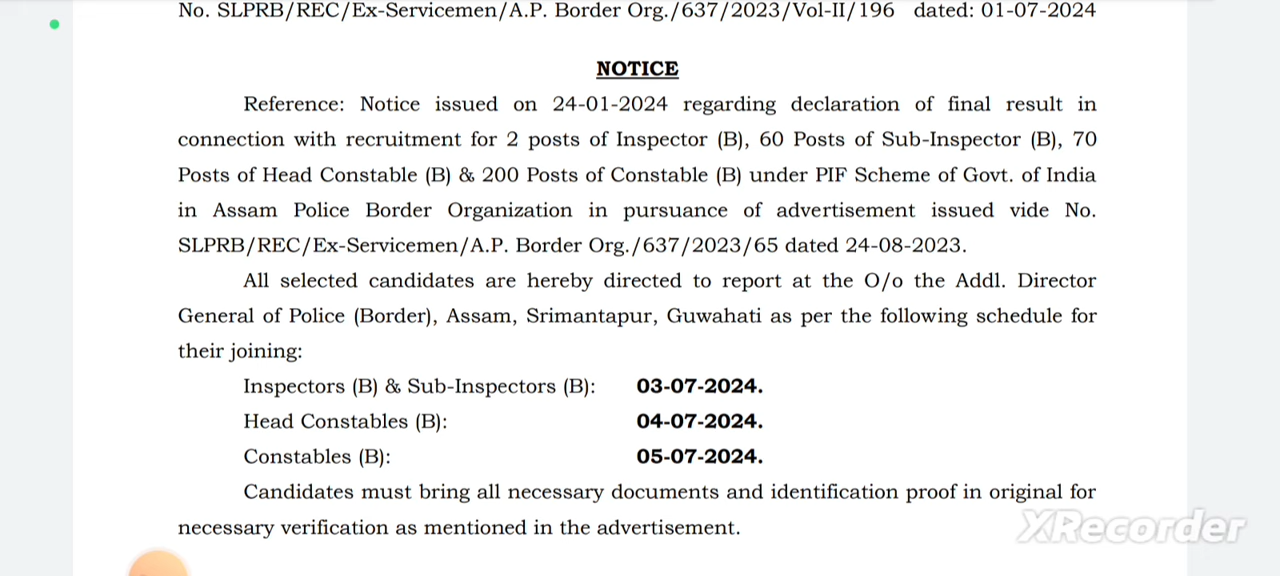 No. SLPRB/REC/Ex-Servicemen/A.P. Border Org./637/2023/Vol-II/196 dated: 01-07-2024
NOTICE
Reference: Notice issued on 24-01-2024 regarding declaration of final result in
connection with recruitment for 2 posts of Inspector (B), 60 Posts of Sub-Inspector (B), 70
Posts of Head Constable (B) & 200 Posts of Constable (B) under PIF Scheme of Govt. of India
in Assam Police Border Organization in pursuance of advertisement issued vide No.
SLPRB/REC/Ex-Servicemen/A.P. Border Org./637/2023/65 dated 24-08-2023.
All selected candidates are hereby directed to report at the O/o the Addl. Director
General of Police (Border), Assam, Srimantapur, Guwahati as per the following schedule for
their joining:
Inspectors (B) & Sub-Inspectors (B): 03-07-2024.
Head Constables (B): 04-07-2024.
Constables (B): 05-07-2024.
Candidates must bring all necessary documents and identification proof in original for
necessary verification as mentioned in the advertisement.
XRecorder